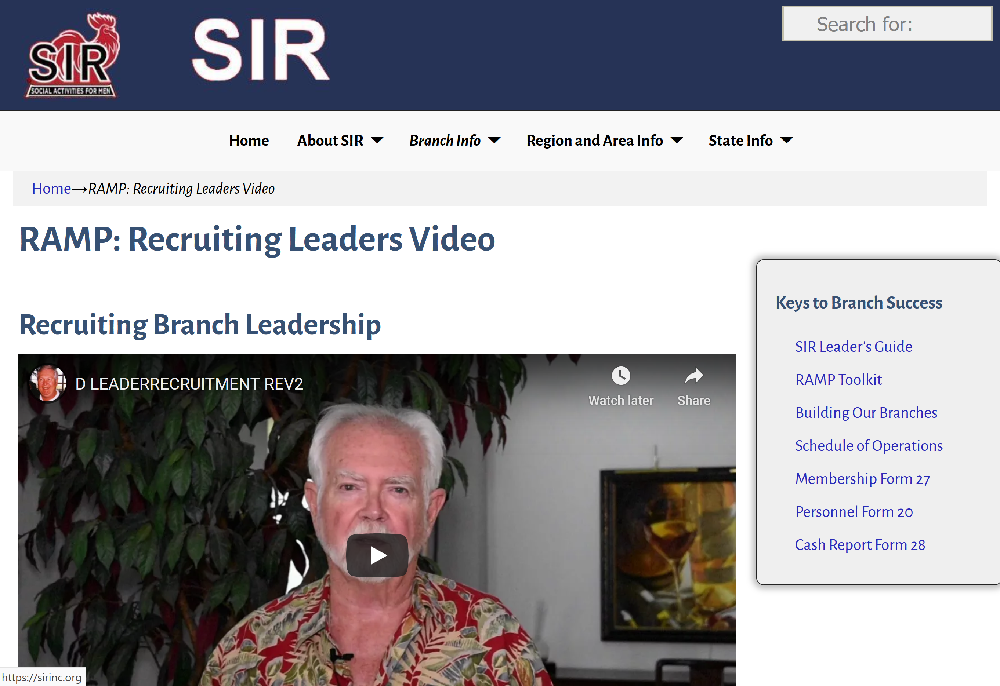 SIR
SOCIAL ACTIVITIES FOR MEN
SIR
Search for:
Home
About SIR
Branch Info
Region and Area Info
State Info
Home→RAMP: Recruiting Leaders Video
RAMP: Recruiting Leaders Video
Recruiting Branch Leadership
D LEADERRECRUITMENT REV2
Watch later
Share
Keys to Branch Success
SIR Leader's Guide
RAMP Toolkit
Building Our Branches
Schedule of Operations
Membership Form 27
Personnel Form 20
Cash Report Form 28
https://sirinc.org